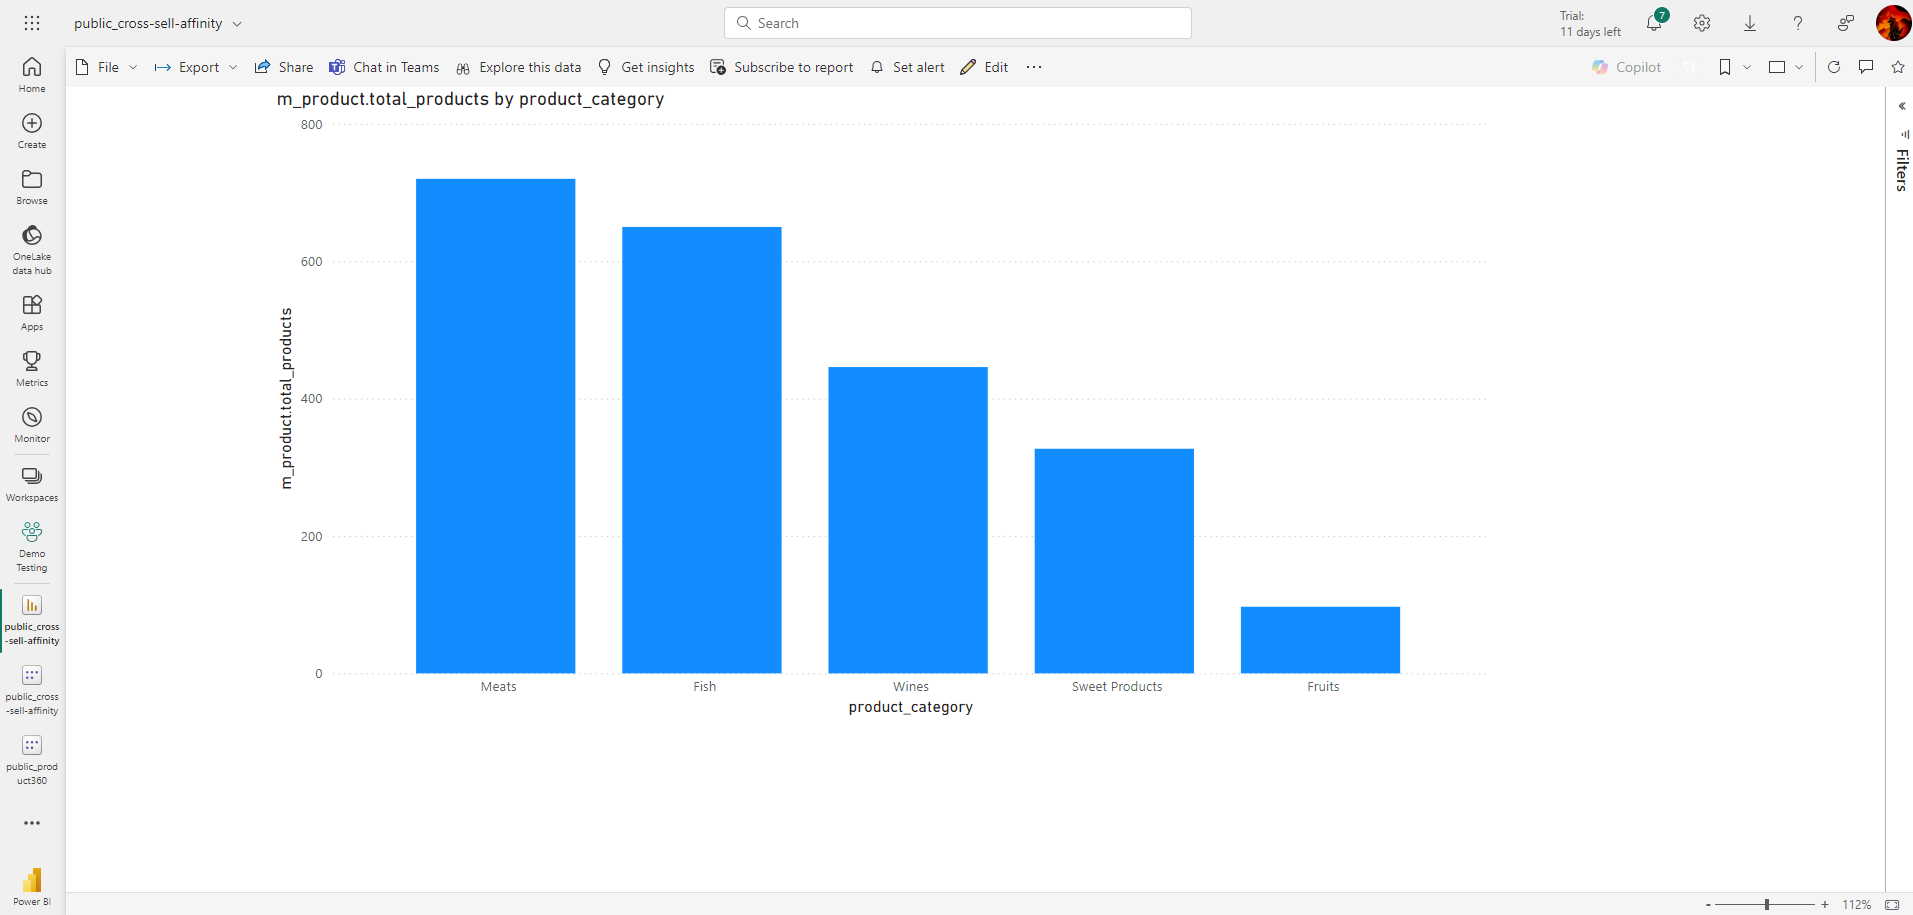 public_cross-sell-affinity
Search
Trial:
11 days left
7
File
Export
Share
Chat in Teams
Explore this data
Get insights
Subscribe to report
Set alert
Edit
Copilot
Home
Create
Browse
OneLake
data hub
Apps
Metrics
Monitor
Workspaces
Demo
Testing
public_cross
-sell-affinity
public_cross
-sell-affinity
public_prod
uct360
Power BI
m_product.total_products by product_category
m_product.total_products
800
600
400
200
0
Meats
Fish
Wines
Sweet Products
Fruits
product_category
Filters
- + 112%